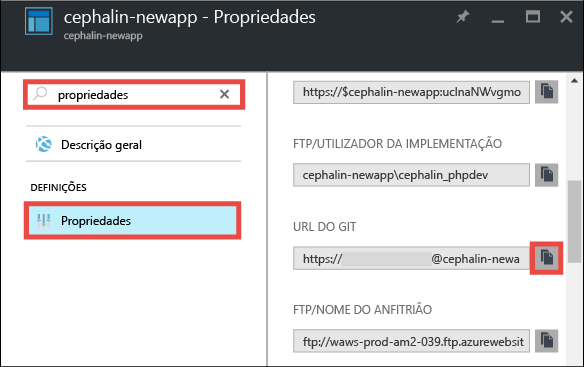 cephalin-newapp - Propriedades
cephalin-newapp
propriedades
Descrição geral
DEFINIÇÕES
Propriedades
https://$cephalin-newapp:uclnaNWvgmo
FTP/UTILIZADOR DA IMPLEMENTAÇÃO
cephalin-newapp\cephalin_phpdev
URL DO GIT
https:// @cephalin-newa
FTP/NOME DO ANFITRIÃO
ftp://waws-prod-am2-039.ftp.azurewebsit